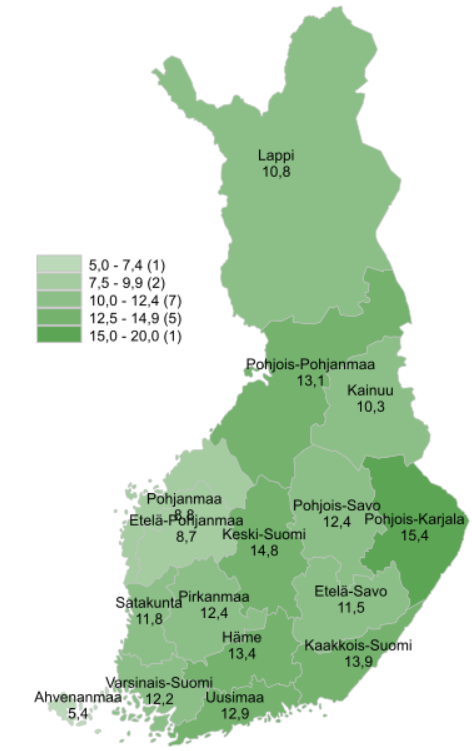 Lappi
10,8
5,0 - 7,4 (1)
7,5 - 9,9 (2)
10,0 - 12,4 (7)
12,5 - 14,9 (5)
15,0 - 20,0 (1)
Pohjois-Pohjanmaa
13,1
Kainuu
10,3
Pohjanmaa
8,8
Etelä-Pohjanmaa
8,7
Keski-Suomi
14,8
Pohjois-Savo
12,4
Pohjois-Karjala
15,4
Satakunta
11,8
Pirkanmaa
12,4
Etelä-Savo
11,5
Häme
13,4
Kaakkois-Suomi
13,9
Ahvenanmaa
5,4
Varsinais-Suomi
12,2
Uusimaa
12,9